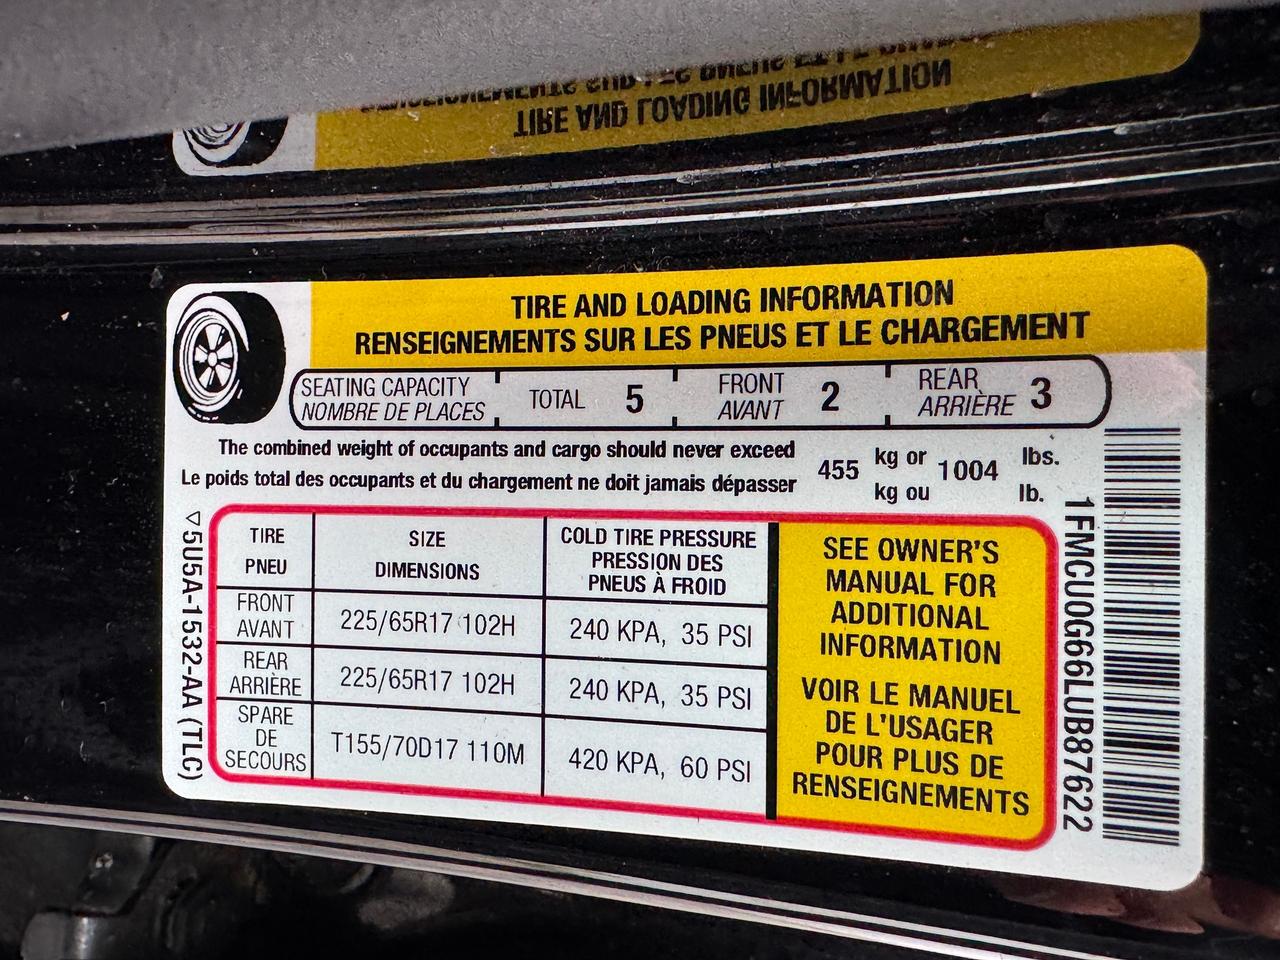 TIRE AND LOADING INFORMATION
TIRE AND LOADING INFORMATION
RENSEIGNEMENTS SUR LES PNEUS ET LE CHARGEMENT
SEATING CAPACITY TOTAL 5 FRONT 2 REAR 3
NOMBRE DE PLACES AVANT ARRIÈRE
The combined weight of occupants and cargo should never exceed 455 kg or 1004 lbs.
Le poids total des occupants et du chargement ne doit jamais dépasser kg ou lb.
TIRE SIZE COLD TIRE PRESSURE
PNEU DIMENSIONS PRESSION DES
PNEUS À FROID
FRONT
AVANT 225/65R17 102H 240 KPA, 35 PSI
REAR
ARRIÈRE 225/65R17 102H 240 KPA, 35 PSI
SPARE
DE
SECOURS T155/70D17 110M 420 KPA, 60 PSI
SEE OWNER'S
MANUAL FOR
ADDITIONAL
INFORMATION
VOIR LE MANUEL
DE L'USAGER
POUR PLUS DE
RENSEIGNEMENTS
▽5U5A-1532-AA (TLC)
1FMCU0G66LUB87622